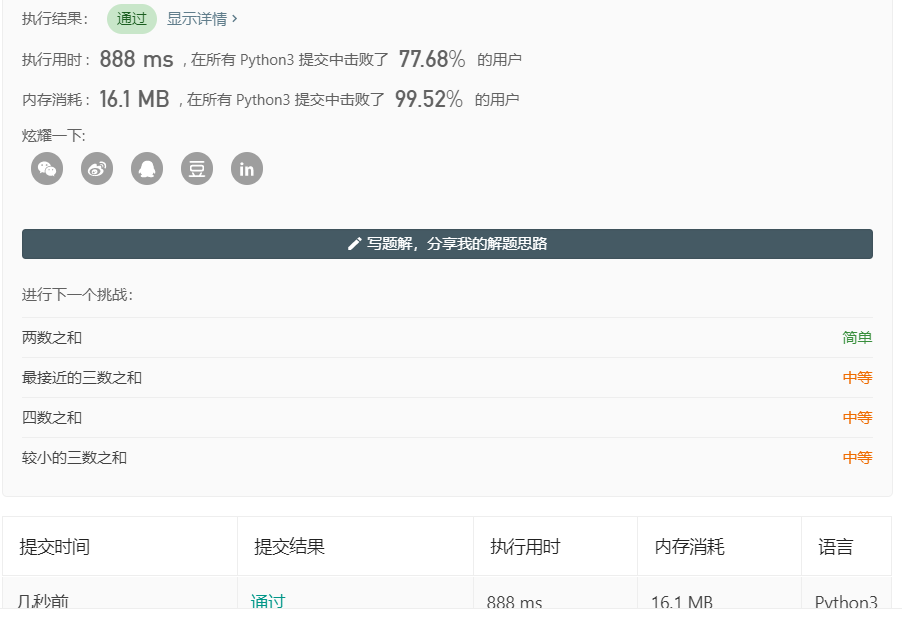 执行结果： 通过 显示详情 ›
执行用时： 888 ms ，在所有 Python3 提交中击败了 77.68% 的用户
内存消耗： 16.1 MB ，在所有 Python3 提交中击败了 99.52% 的用户
炫耀一下:
豆 in
写题解，分享我的解题思路
进行下一个挑战：
两数之和 简单
最接近的三数之和 中等
四数之和 中等
较小的三数之和 中等
提交时间 提交结果 执行用时 内存消耗 语言
几秒前 通过 888 ms 16.1 MB Python3